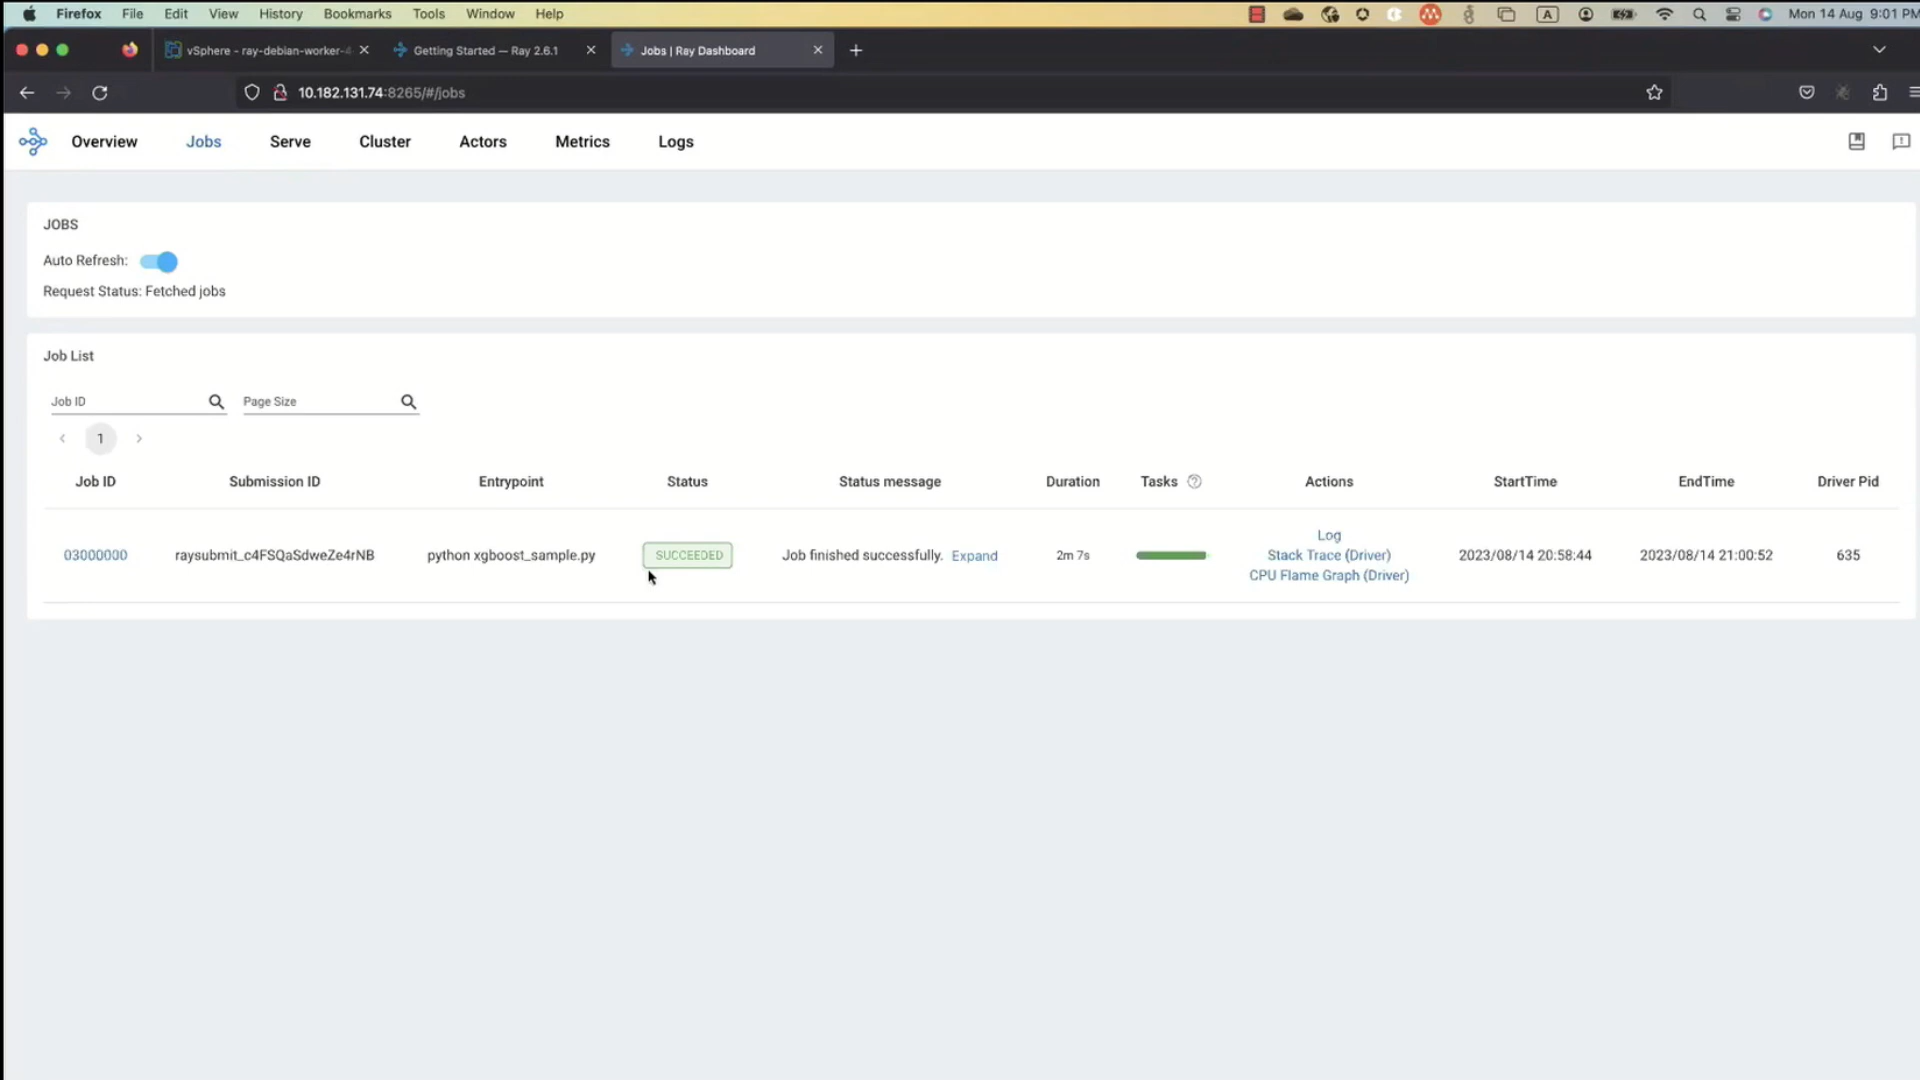 Firefox File Edit View History Bookmarks Tools Window Help A Mon 14 Aug 9:01 PM
vSphere - ray-debian-worker-4 Getting Started — Ray 2.6.1 Jobs | Ray Dashboard
10.182.131.74:8265/#/jobs
Overview Jobs Serve Cluster Actors Metrics Logs
JOBS
Auto Refresh:
Request Status: Fetched jobs
Job List
Job ID Page Size
1
Job ID Submission ID Entrypoint Status Status message Duration Tasks Actions StartTime EndTime Driver Pid
03000000 raysubmit_c4FSQaSdweZe4rNB python xgboost_sample.py SUCCEEDED Job finished successfully. Expand 2m 7s Log 2023/08/14 20:58:44 2023/08/14 21:00:52 635
Stack Trace (Driver)
CPU Flame Graph (Driver)